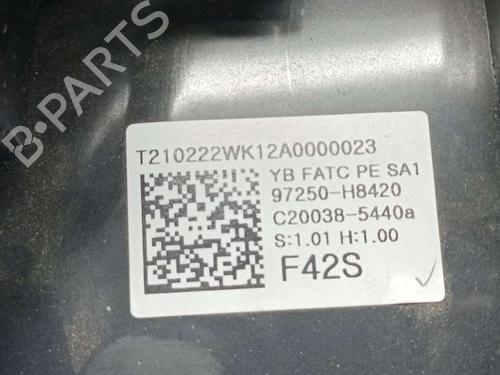 B-PARTS
T210222WK12A0000023
YB FATC PE SA1
97250-H8420
C20038-5440a
S:1.01 H:1.00
F42S